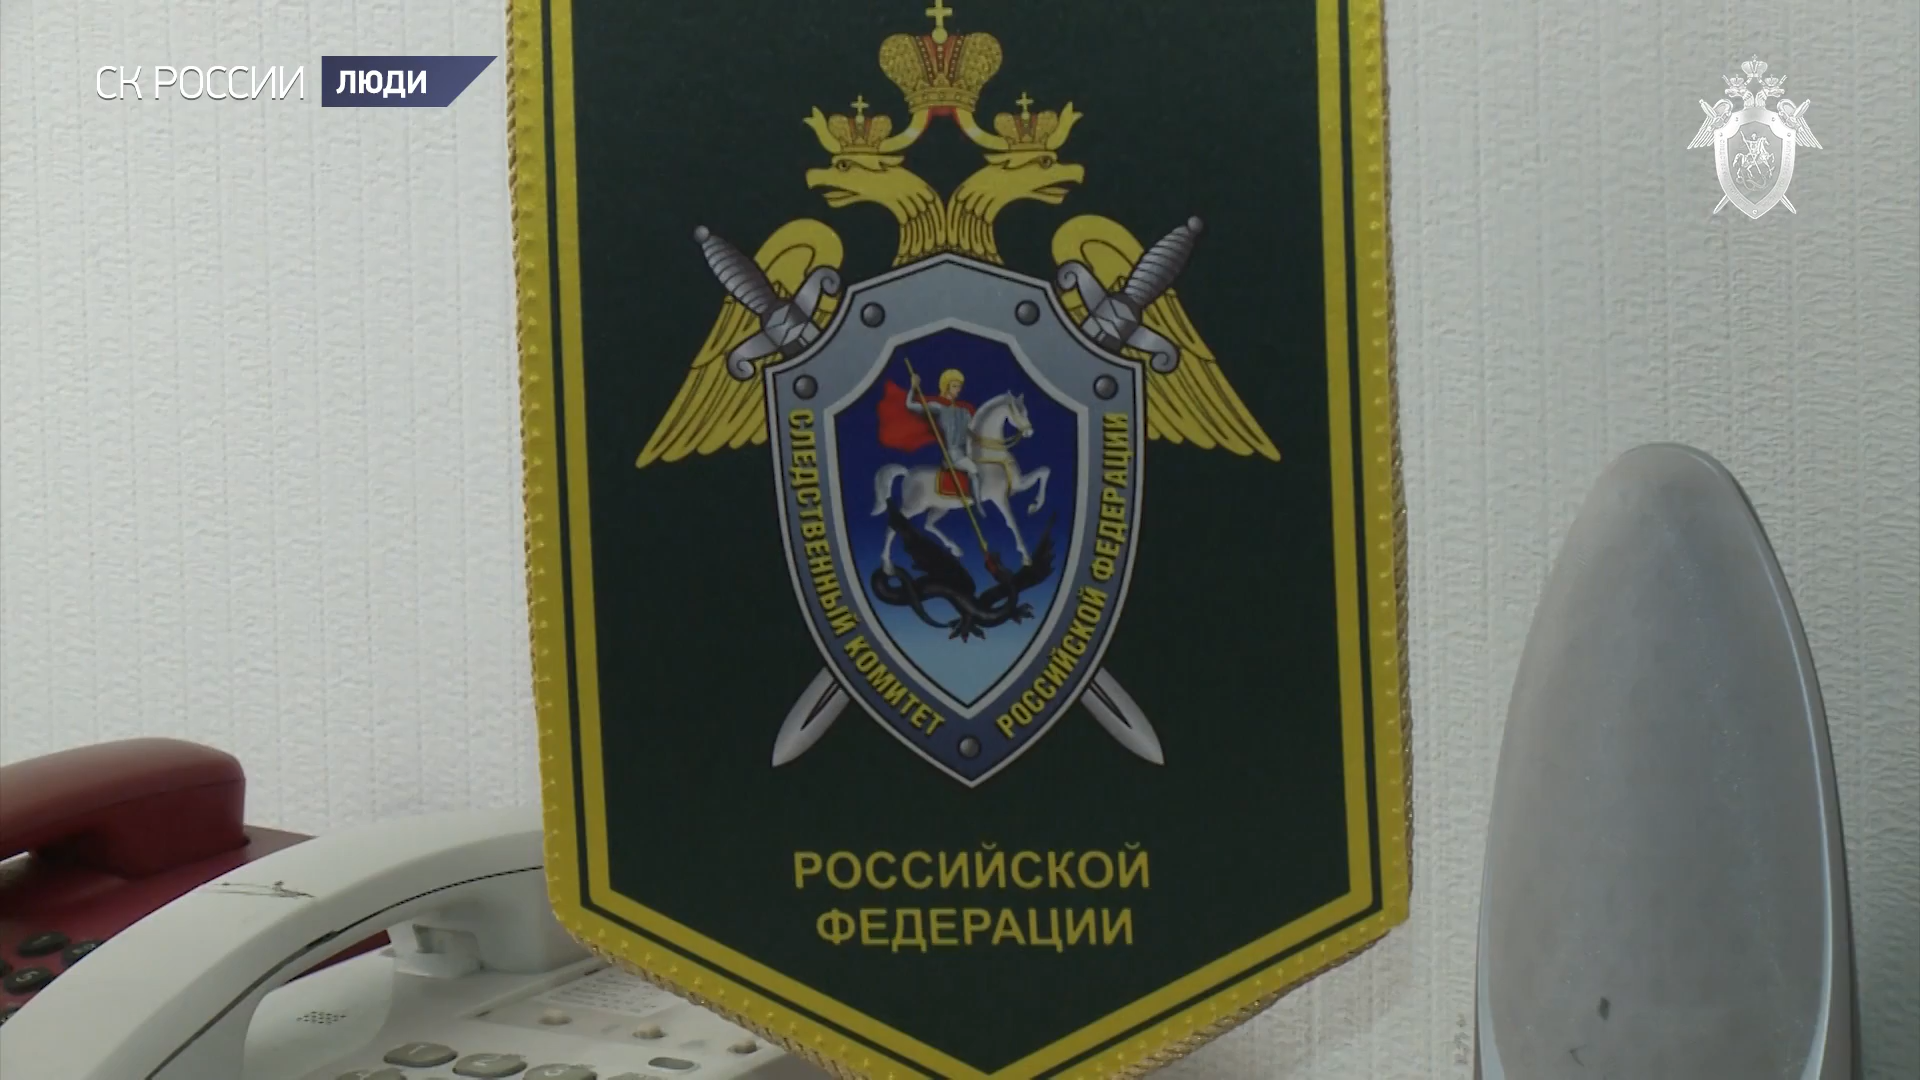 СК РОССИИ ЛЮДИ
СЛЕДСТВЕННЫЙ КОМИТЕТ
РОССИЙСКОЙ ФЕДЕРАЦИИ
РОССИЙСКОЙ
ФЕДЕРАЦИИ